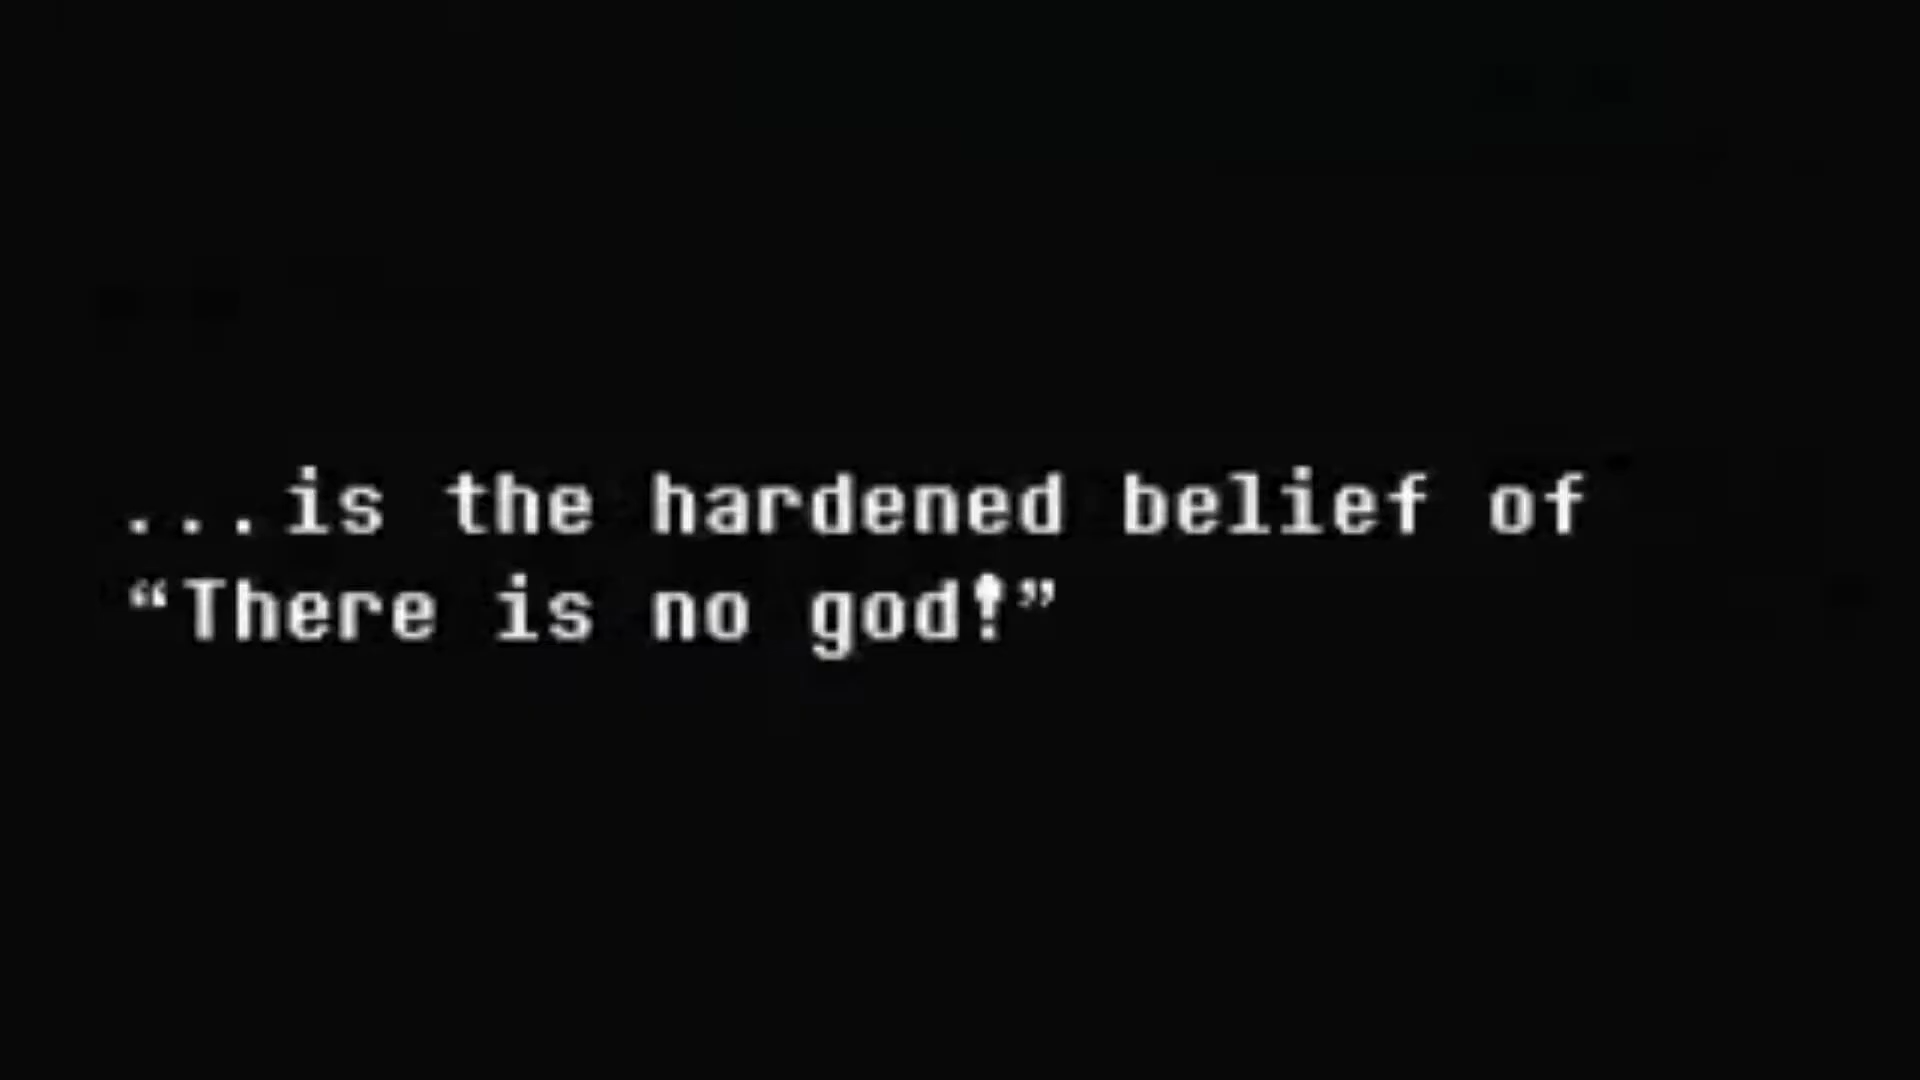 ...is the hardened belief of
“There is no god!”